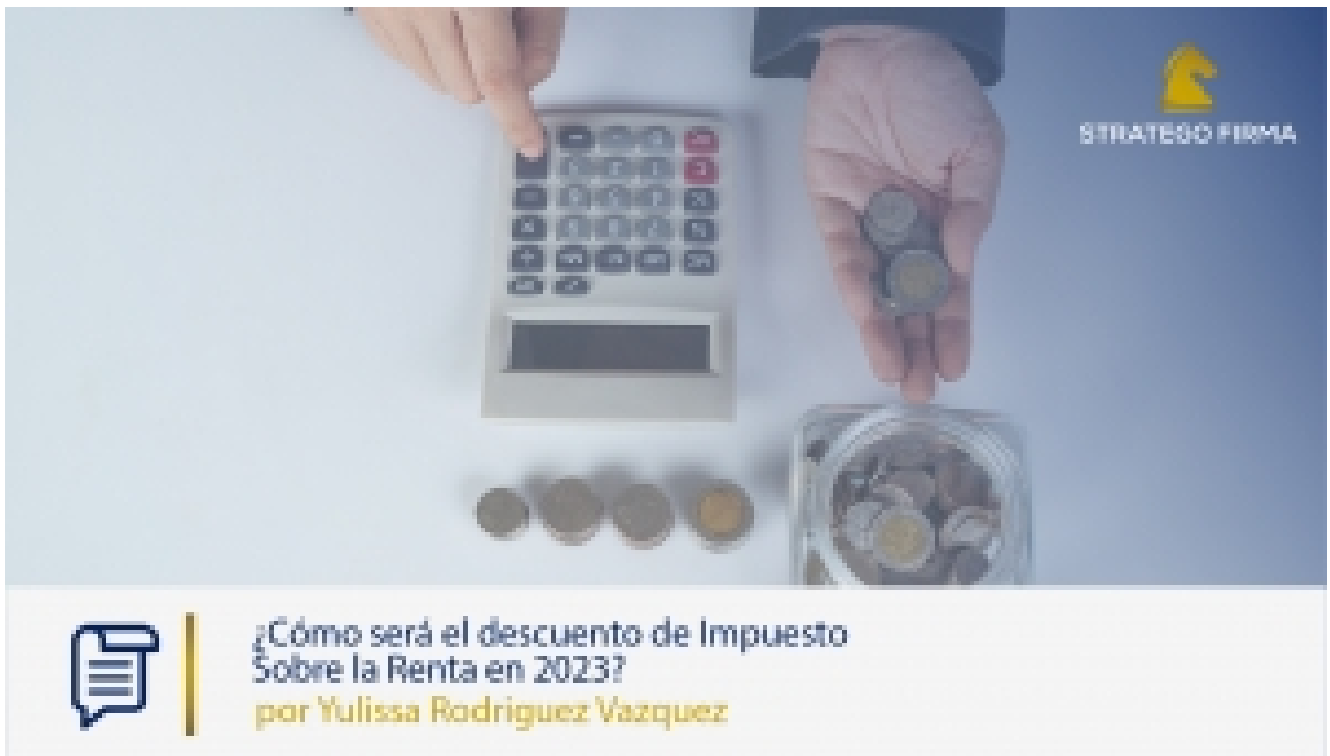 STRATEGO FIRMA
¿Cómo será el descuento de Impuesto
Sobre la Renta en 2023?
por Yulissa Rodriguez Vazquez